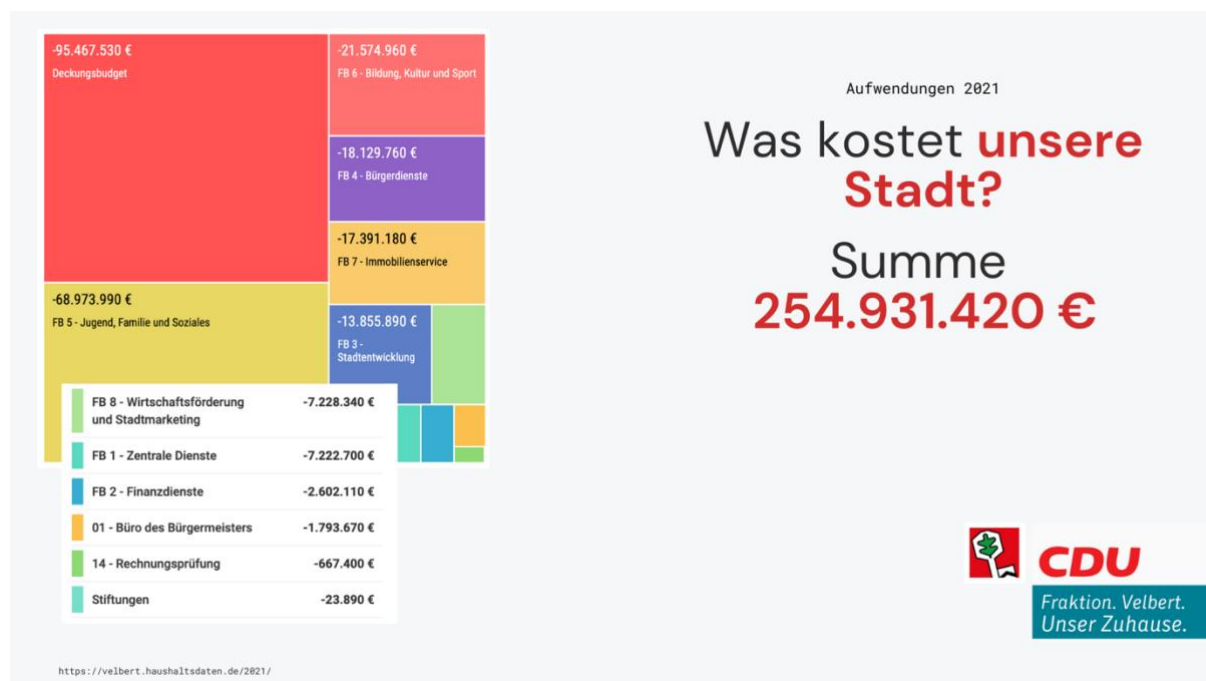 -95.467.530 €
Deckungsbudget
-21.574.960 €
FB 6 - Bildung, Kultur und Sport
-18.129.760 €
FB 4 - Bürgerdienste
-17.391.180 €
FB 7 - Immobilienservice
-68.973.990 €
FB 5 - Jugend, Familie und Soziales
-13.855.890 €
FB 3 -
Stadtentwicklung
FB 8 - Wirtschaftsförderung -7.228.340 €
und Stadtmarketing
FB 1 - Zentrale Dienste -7.222.700 €
FB 2 - Finanzdienste -2.602.110 €
01 - Büro des Bürgermeisters -1.793.670 €
14 - Rechnungsprüfung -667.400 €
Stiftungen -23.890 €
https://velbert.haushaltsdaten.de/2021/
Aufwendungen 2021
Was kostet unsere
Stadt?
Summe
254.931.420 €
CDU
Fraktion. Velbert.
Unser Zuhause.